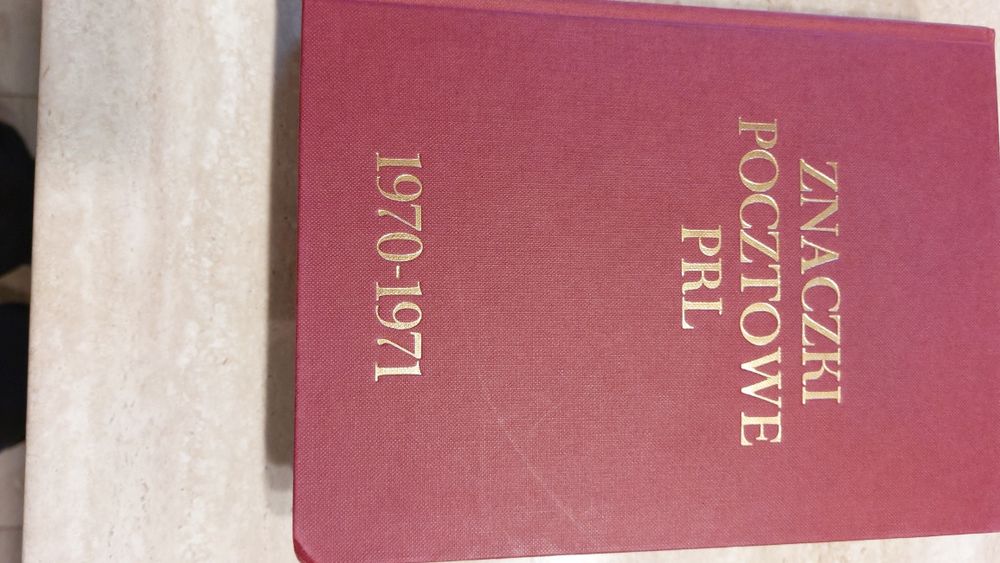 ZNACZKI
POCZTOWE
PRL
1970-1971